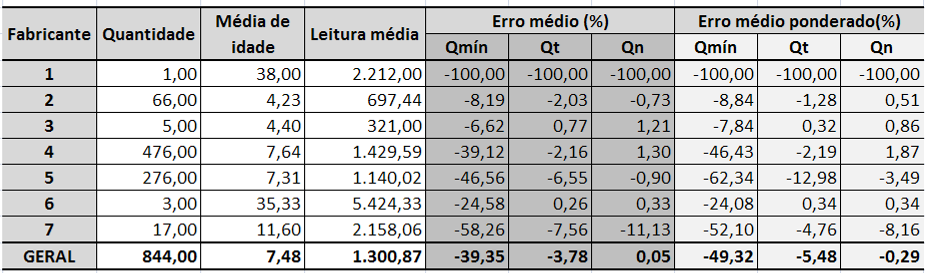 Fabricante Quantidade Média de idade Leitura média Erro médio (%) Erro médio ponderado(%)
Qmín Qt Qn Qmín Qt Qn
1 1,00 38,00 2.212,00 -100,00 -100,00 -100,00 -100,00 -100,00 -100,00
2 66,00 4,23 697,44 -8,19 -2,03 -0,73 -8,84 -1,28 0,51
3 5,00 4,40 321,00 -6,62 0,77 1,21 -7,84 0,32 0,86
4 476,00 7,64 1.429,59 -39,12 -2,16 1,30 -46,43 -2,19 1,87
5 276,00 7,31 1.140,02 -46,56 -6,55 -0,90 -62,34 -12,98 -3,49
6 3,00 35,33 5.424,33 -24,58 0,26 0,33 -24,08 0,34 0,34
7 17,00 11,60 2.158,06 -58,26 -7,56 -11,13 -52,10 -4,76 -8,16
GERAL 844,00 7,48 1.300,87 -39,35 -3,78 0,05 -49,32 -5,48 -0,29